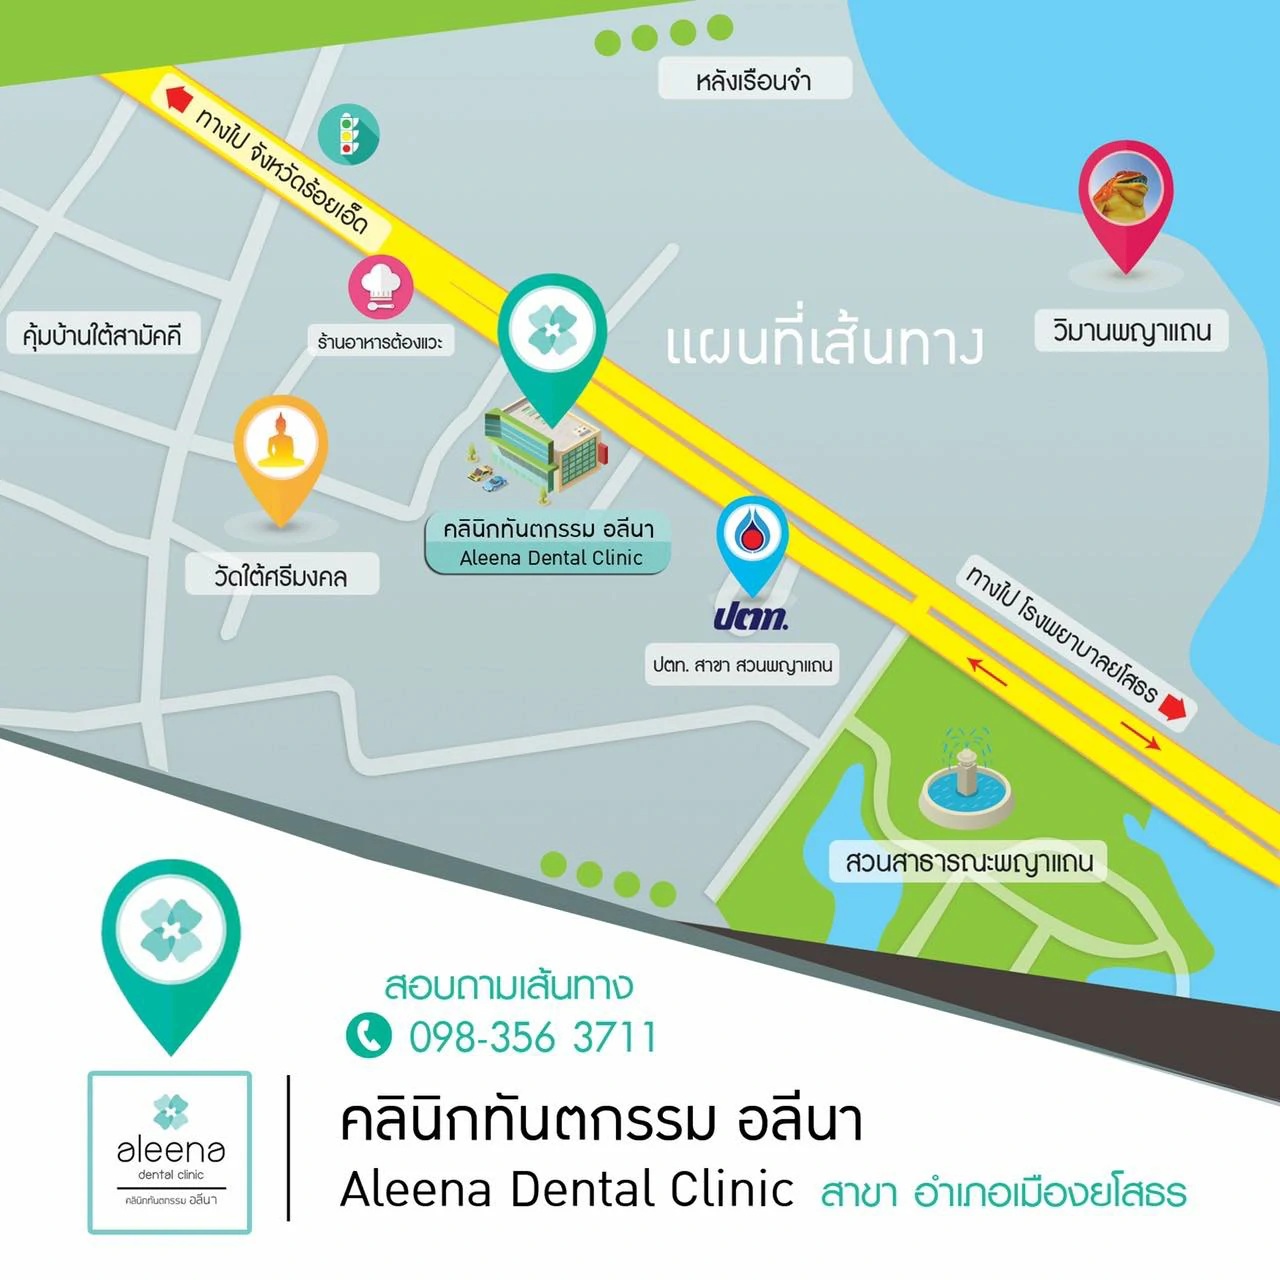 หลังเรือนจำ
ทางไป จังหวัดร้อยเอ็ด
คุ้มบ้านใต้สามัคคี
ร้านอาหารต้องแวะ
แผนที่เส้นทาง
วิมานพญาแถน
วัดใต้ศรีมงคล
คลินิกทันตกรรม อลีนา
Aleena Dental Clinic
ปตท.
ปตท. สาขา สวนพญาแถน
ทางไป โรงพยาบาลยโสธร
สวนสาธารณะพญาแถน
สอบถามเส้นทาง
098-356 3711
aleena
dental clinic
คลินิกทันตกรรม อลีนา
คลินิกทันตกรรม อลีนา
Aleena Dental Clinic สาขา อำเภอเมืองยโสธร